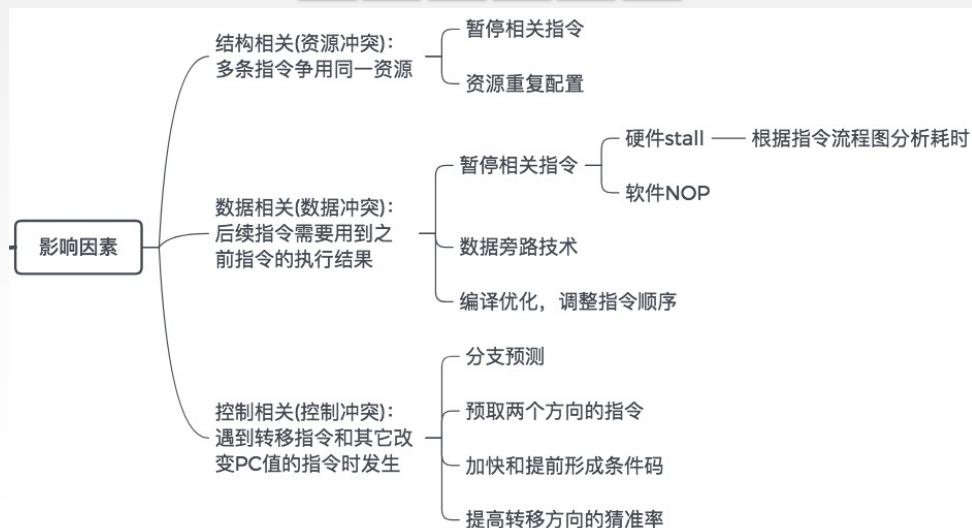 影响因素
结构相关(资源冲突)：
多条指令争用同一资源
暂停相关指令
资源重复配置
数据相关(数据冲突)：
后续指令需要用到之
前指令的执行结果
暂停相关指令
硬件stall
根据指令流程图分析耗时
软件NOP
数据旁路技术
编译优化，调整指令顺序
控制相关(控制冲突)：
遇到转移指令和其它改
变PC值的指令时发生
分支预测
预取两个方向的指令
加快和提前形成条件码
提高转移方向的猜准率